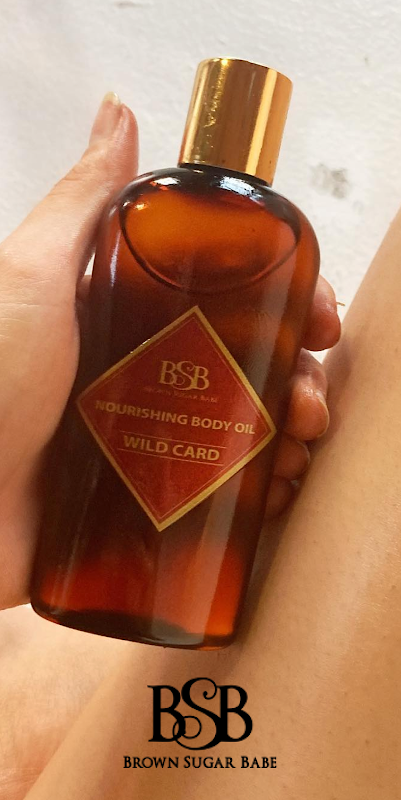 BSB
BROWN SUGAR BABE
NOURISHING BODY OIL
WILD CARD
BSB
BROWN SUGAR BABE